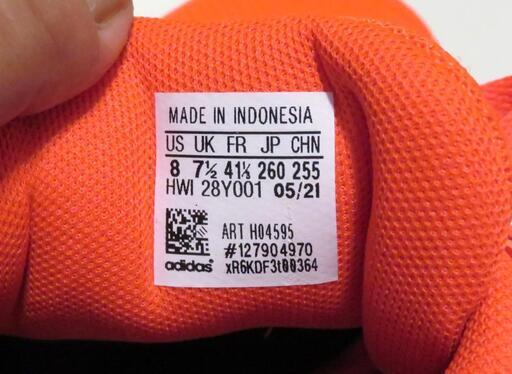 MADE IN INDONESIA
US UK FR JP CHN
8 7½ 41⅓ 260 255
HWI 28Y001 05/21
ART H04595
#127904970
adidas® xR6KDF3t00364